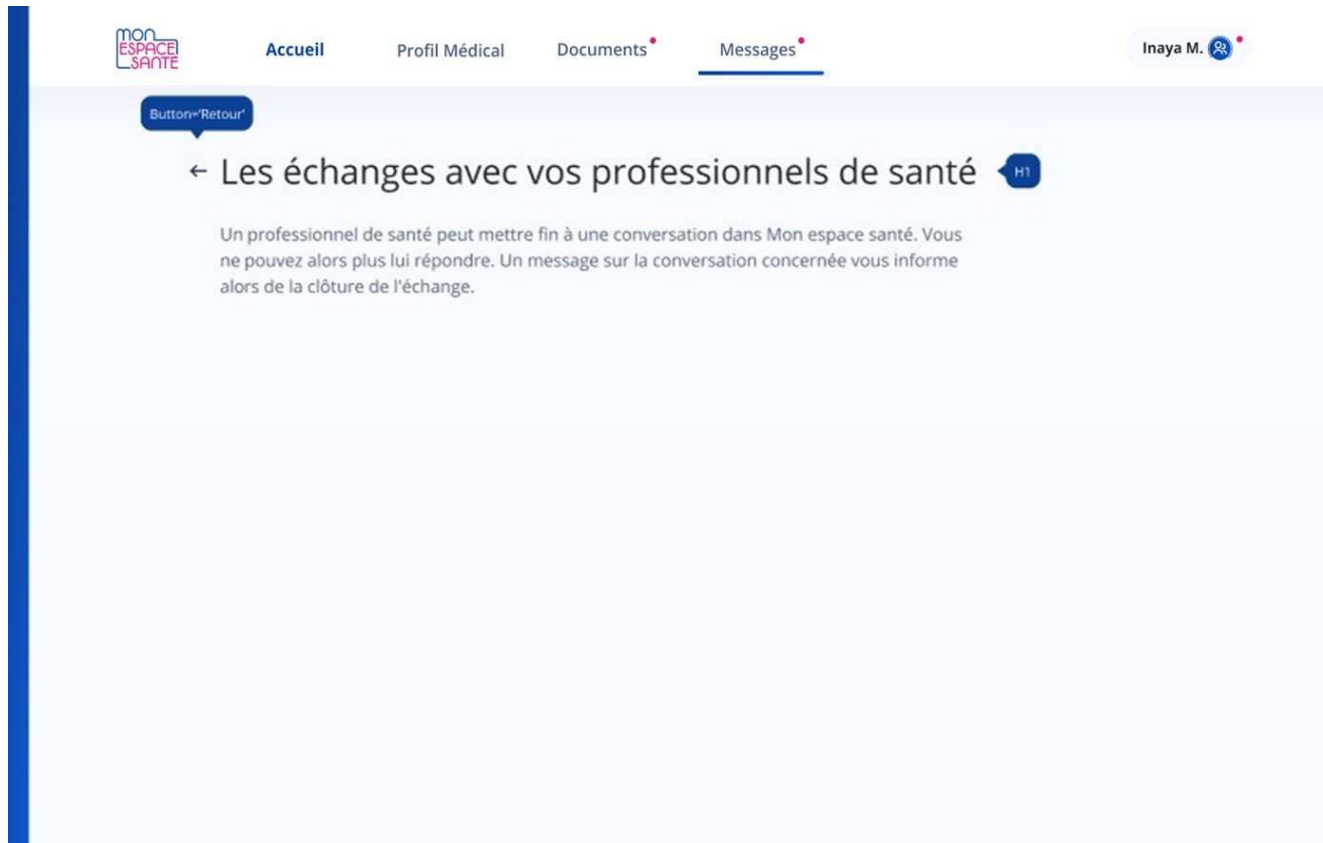 mon
ESPACE
SANTÉ
Accueil
Profil Médical
Documents
Messages
Inaya M.
Button='Retour'
← Les échanges avec vos professionnels de santé
H1
Un professionnel de santé peut mettre fin à une conversation dans Mon espace santé. Vous
ne pouvez alors plus lui répondre. Un message sur la conversation concernée vous informe
alors de la clôture de l'échange.